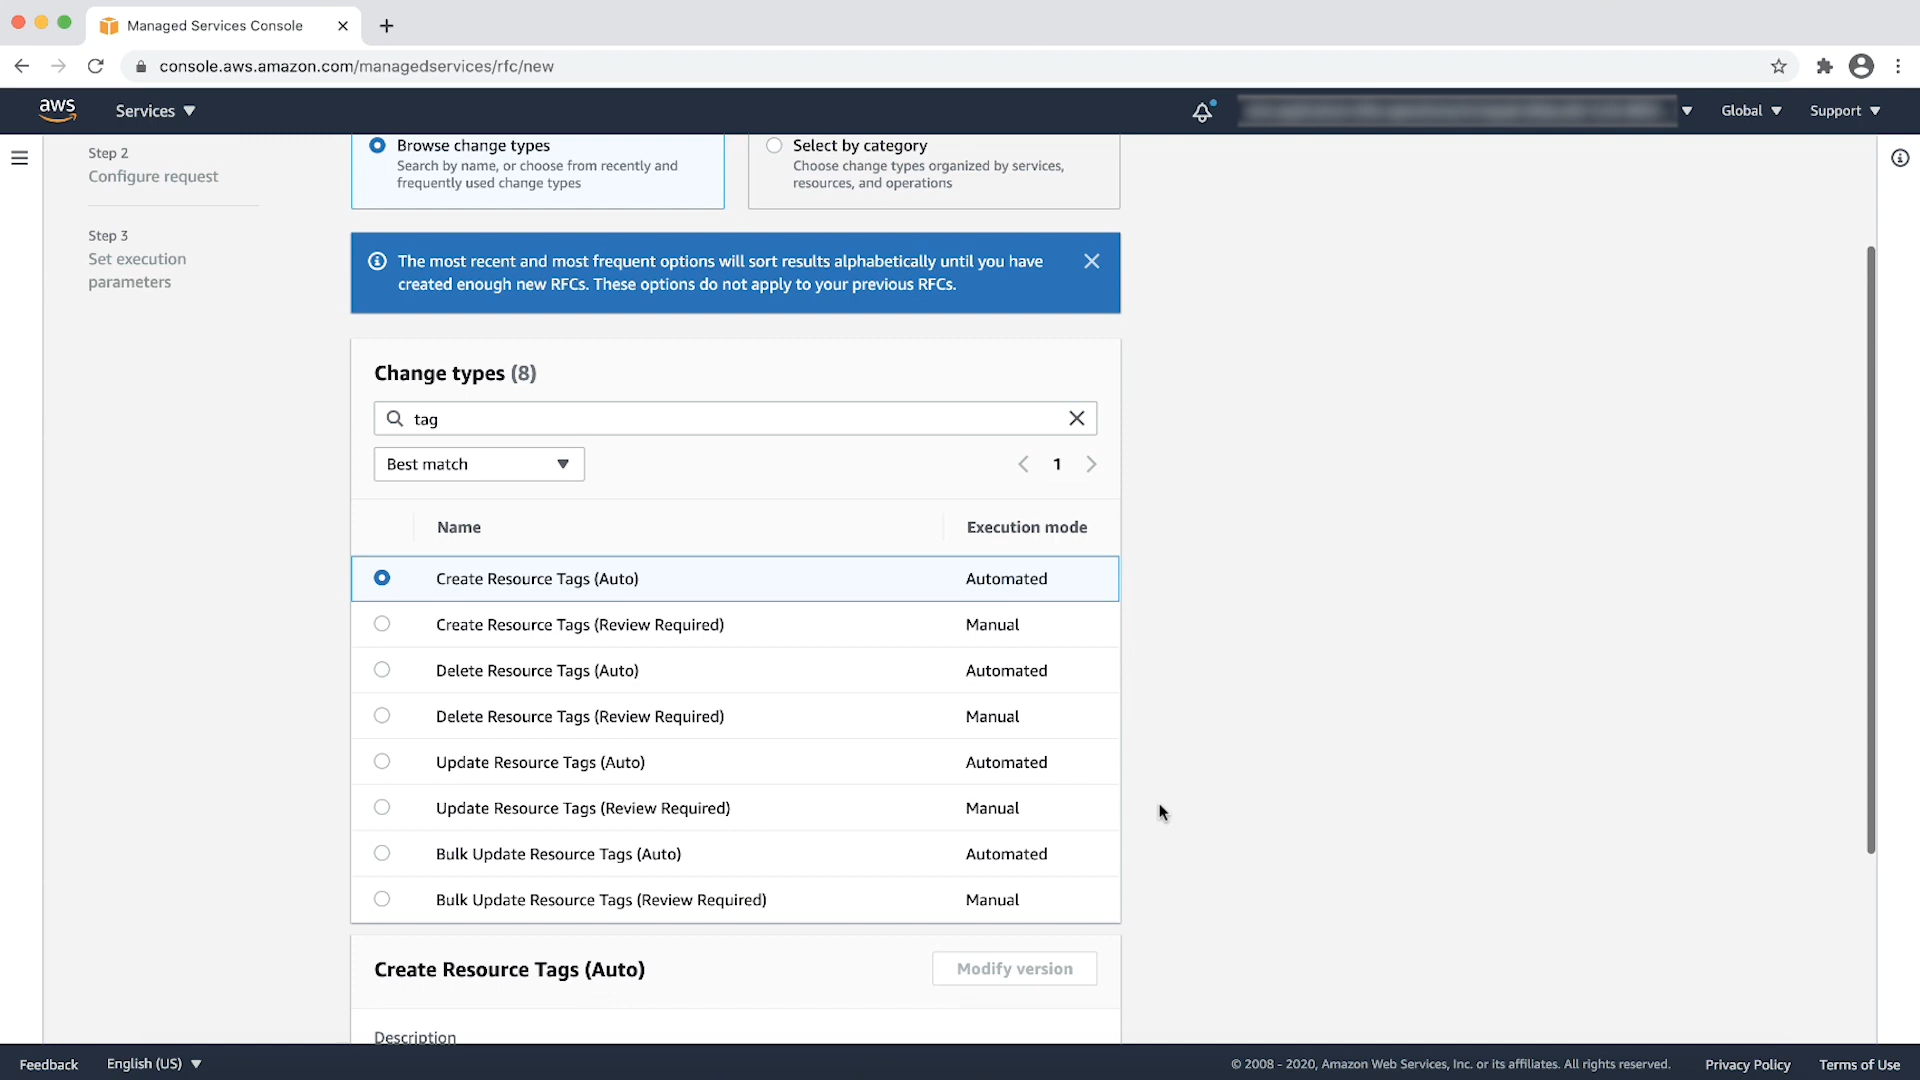 Managed Services Console
console.aws.amazon.com/managedservices/rfc/new
aws
Services
Global
Support
Step 2
Configure request
Step 3
Set execution
parameters
Browse change types
Search by name, or choose from recently and
frequently used change types
Select by category
Choose change types organized by services,
resources, and operations
The most recent and most frequent options will sort results alphabetically until you have
created enough new RFCs. These options do not apply to your previous RFCs.
Change types (8)
tag
Best match
1
Name Execution mode
Create Resource Tags (Auto) Automated
Create Resource Tags (Review Required) Manual
Delete Resource Tags (Auto) Automated
Delete Resource Tags (Review Required) Manual
Update Resource Tags (Auto) Automated
Update Resource Tags (Review Required) Manual
Bulk Update Resource Tags (Auto) Automated
Bulk Update Resource Tags (Review Required) Manual
Create Resource Tags (Auto)
Modify version
Description
Feedback
English (US)
© 2008 - 2020, Amazon Web Services, Inc. or its affiliates. All rights reserved.
Privacy Policy
Terms of Use